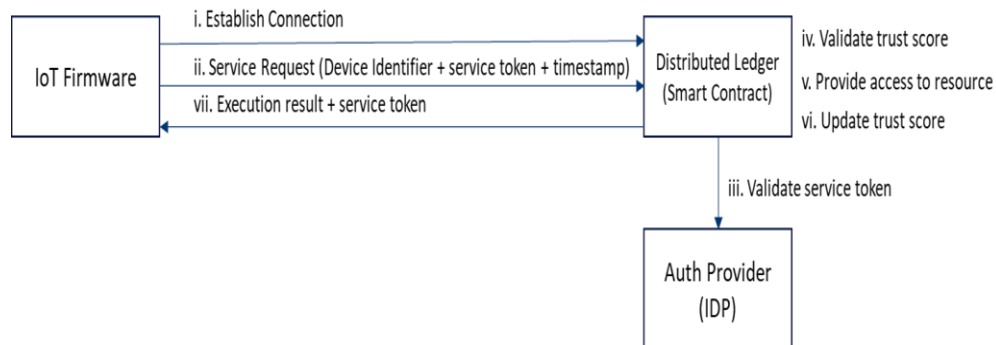 i. Establish Connection
IoT Firmware
ii. Service Request (Device Identifier + service token + timestamp)
vii. Execution result + service token
Distributed Ledger
(Smart Contract)
iv. Validate trust score
v. Provide access to resource
vi. Update trust score
iii. Validate service token
Auth Provider
(IDP)